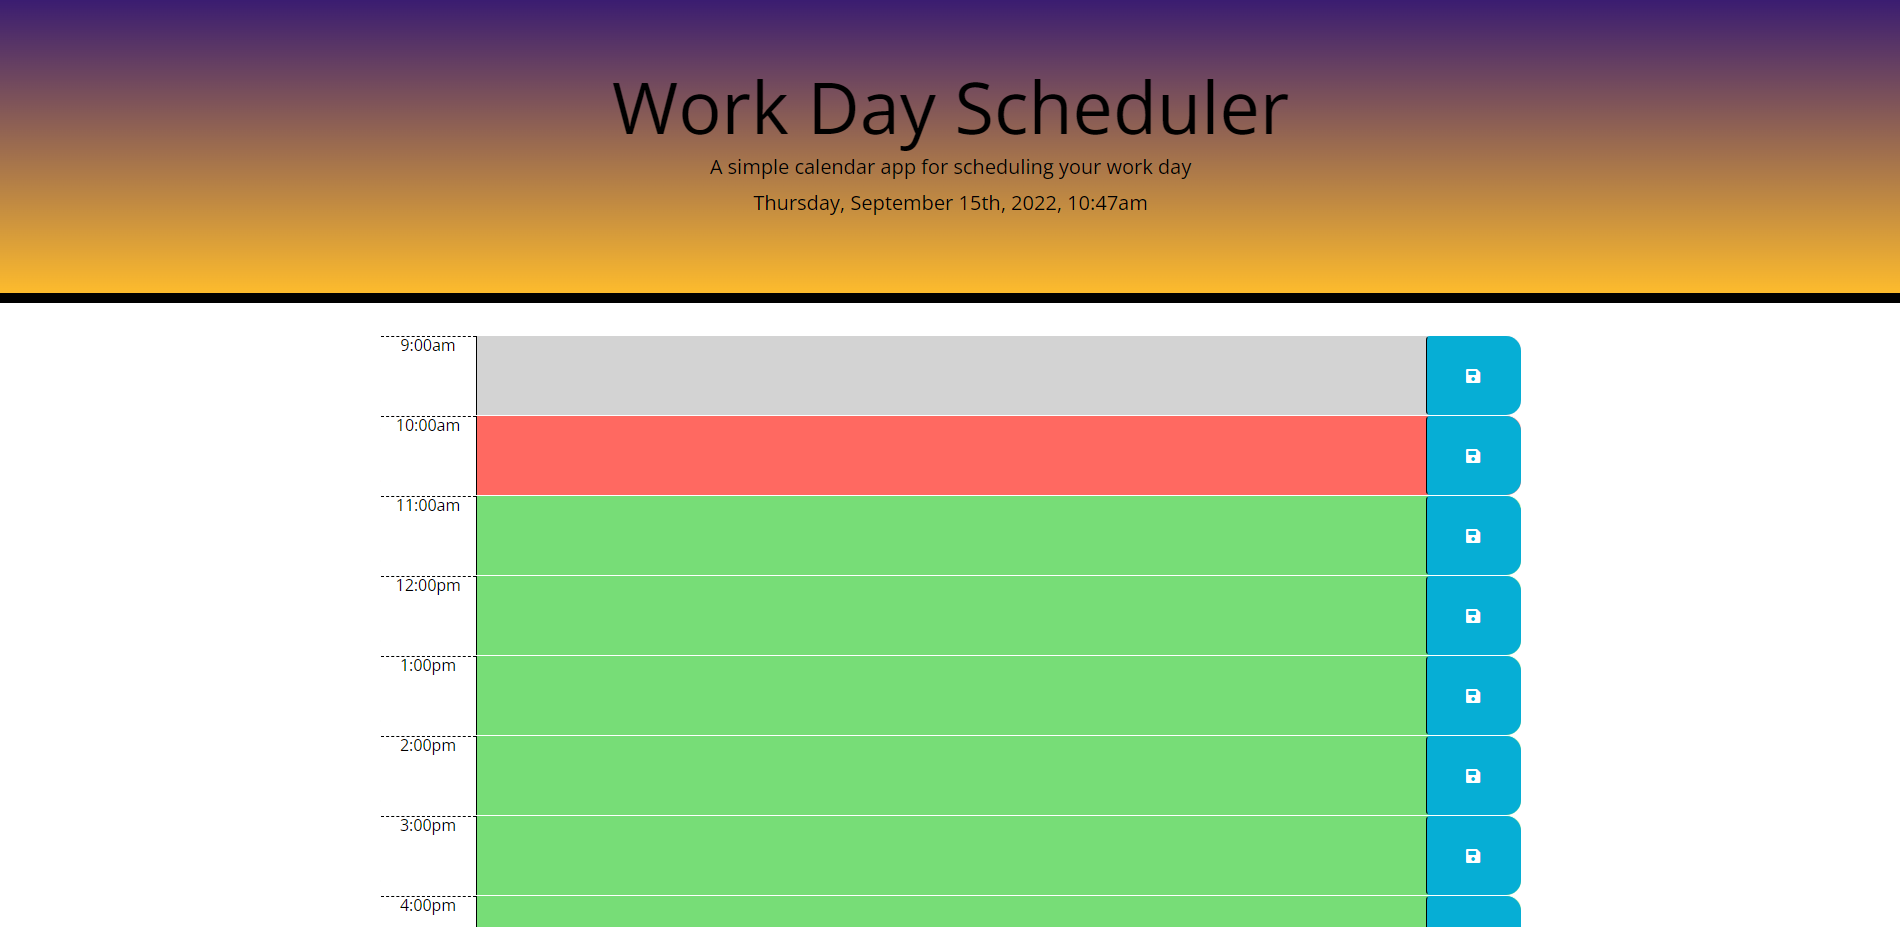 Work Day Scheduler
A simple calendar app for scheduling your work day
Thursday, September 15th, 2022, 10:47am
9:00am
10:00am
11:00am
12:00pm
1:00pm
2:00pm
3:00pm
4:00pm